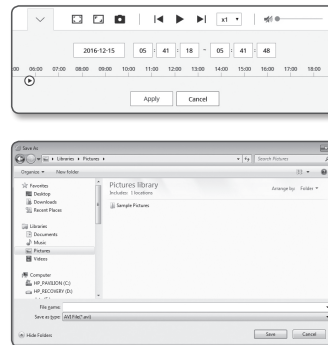 x1
2016-12-15 05 : 41 : 18 ~ 05 : 41 : 48
:00 06:00 07:00 08:00 09:00 10:00 11:00 12:00 13:00 14:00 15:00 16:00 17:00 18:00
Apply Cancel
Save As
Libraries Pictures Search Pictures
Organize New folder
Favorites
Desktop
Downloads
Recent Places
Libraries
Documents
Music
Pictures
Videos
Computer
HP_PAVILION (C:)
HP_RECOVERY (D:)
Pictures library
Includes: 3 locations
Arrange by: Folder
Sample Pictures
File name:
Save as type: AVI File(*.avi)
Hide Folders
Save Cancel